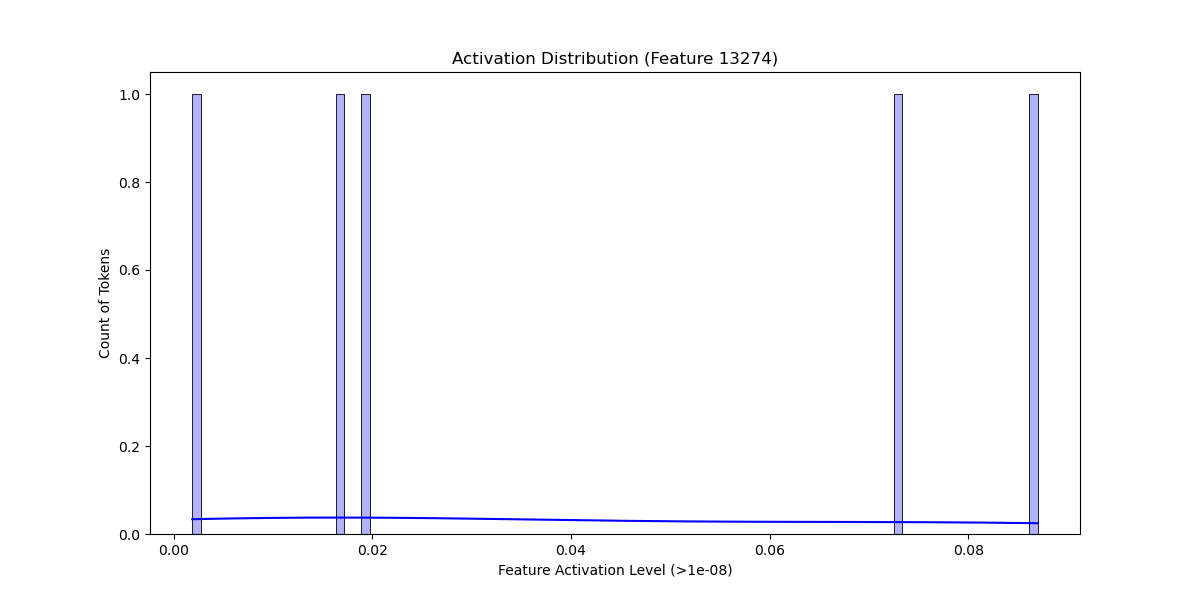 Activation Distribution (Feature 13274)
1.0
0.8
0.6
0.4
0.2
0.0
Count of Tokens
0.00 0.02 0.04 0.06 0.08
Feature Activation Level (>1e-08)